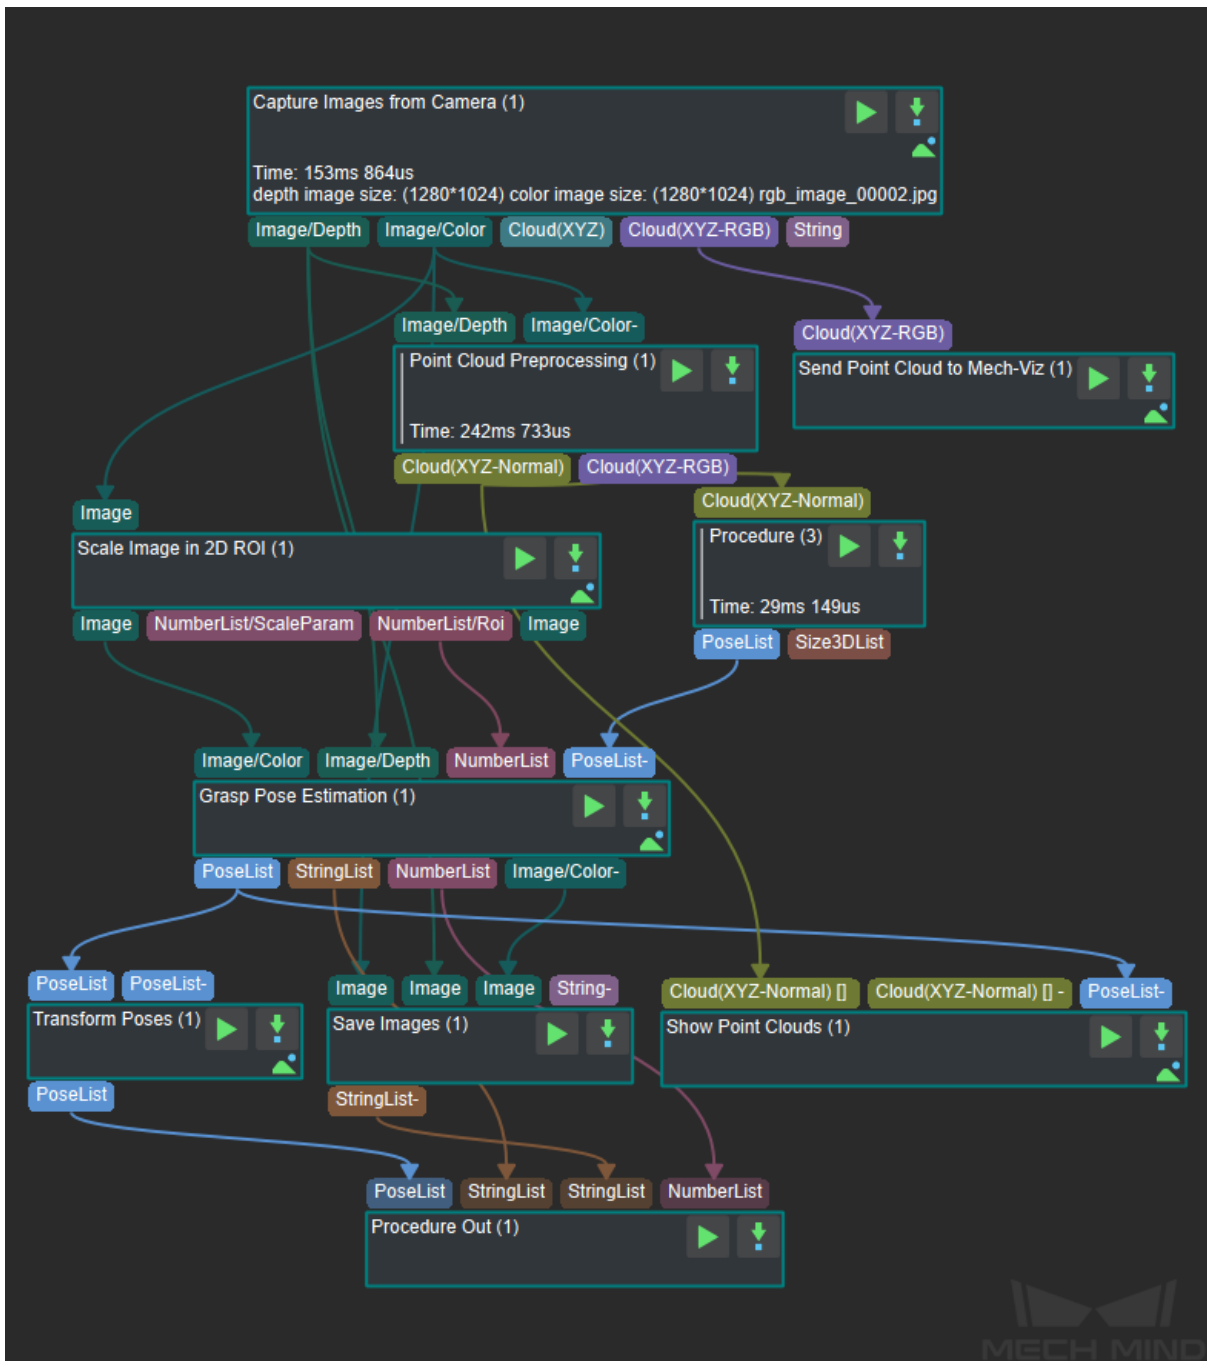 Capture Images from Camera (1)
Time: 153ms 864us
depth image size: (1280*1024) color image size: (1280*1024) rgb_image_00002.jpg
Image/Depth Image/Color Cloud(XYZ) Cloud(XYZ-RGB) String
Image/Depth Image/Color-
Cloud(XYZ-RGB)
Point Cloud Preprocessing (1)
Time: 242ms 733us
Send Point Cloud to Mech-Viz (1)
Cloud(XYZ-Normal) Cloud(XYZ-RGB)
Cloud(XYZ-Normal)
Image
Scale Image in 2D ROI (1)
Procedure (3)
Time: 29ms 149us
Image NumberList/ScaleParam NumberList/Roi Image
PoseList Size3DList
Image/Color Image/Depth NumberList PoseList-
Grasp Pose Estimation (1)
PoseList StringList NumberList Image/Color-
PoseList PoseList-
Image Image Image String-
Cloud(XYZ-Normal) [] Cloud(XYZ-Normal) [] - PoseList-
Transform Poses (1)
Save Images (1)
Show Point Clouds (1)
PoseList
StringList-
PoseList StringList StringList NumberList
Procedure Out (1)
MECH MIND